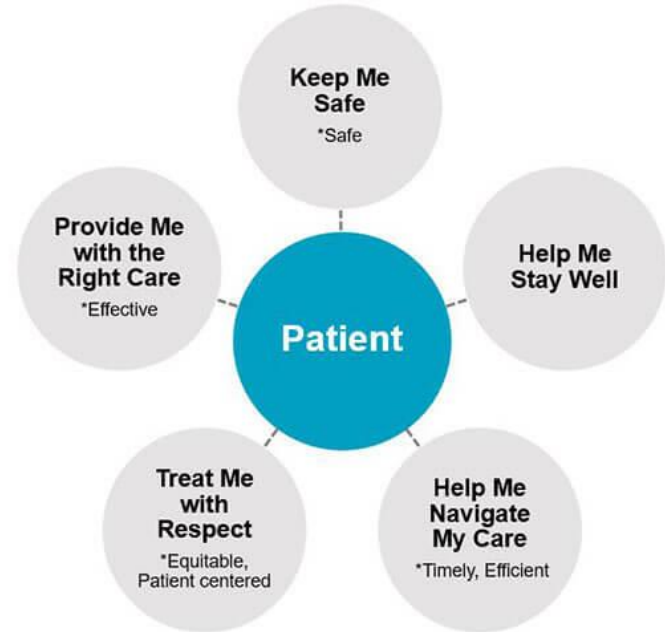 Keep Me
Safe
*Safe
Provide Me
with the
Right Care
*Effective
Help Me
Stay Well
Patient
Treat Me
with
Respect
*Equitable,
Patient centered
Help Me
Navigate
My Care
*Timely, Efficient